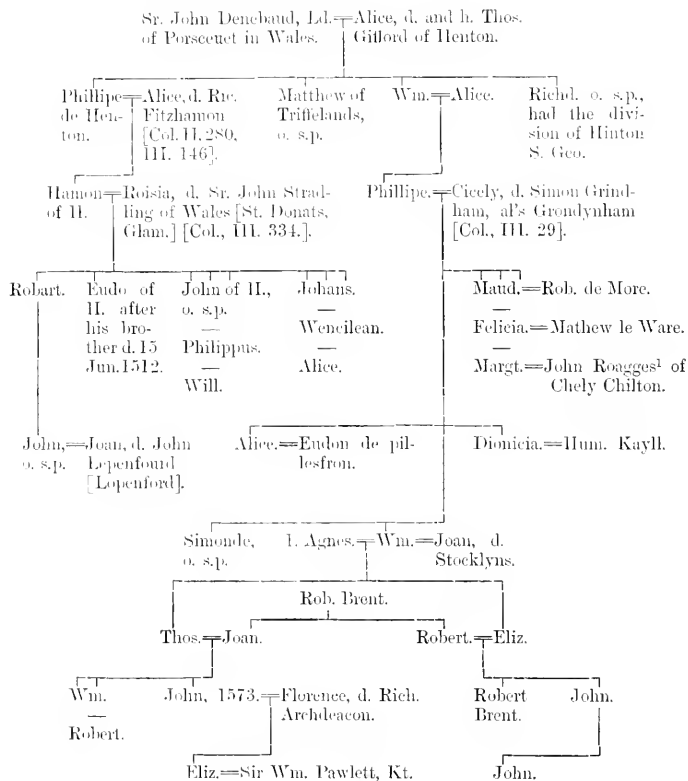 Sr. John Denebaud, Ld. = Alice, d. and h. Thos.
of Porsceuet in Wales. Gifford of Henton.
Phillipe = Alice, d. Ric. Matthew of Wm. = Alice. Richd. o. s.p.,
de Hen- Fitzhamon Triffelands, had the divi-
ton. [Col. II. 280, o. s.p. sion of Hinton
III. 146]. S. Geo.
Hamon = Roisia, d. Sr. John Strad- Phillipe. = Cicely, d. Simon Grind-
of H. ling of Wales [St. Donats, ham, al's Grondynham
Glam.] [Col., III. 334.] [Col., III. 29].
Robart. Eudo of John of H., Johans. Maud. = Rob. de More.
H. after o. s.p. — —
his bro- — Wencilean. Felicia. = Mathew le Ware.
ther d. 15 Philippus. — —
Jun. 1512. — Alice. Margt. = John Roagges¹ of
Will. Chely Chilton.
John, = Joan, d. John Alice. = Eudon de pil- Dionicia. = Hum. Kayll.
o. s.p. Lepenfourd lesfron.
[Lopenford].
Simonde, 1. Agnes. = Wm. = Joan, d.
o. s.p. Stocklyns.
Rob. Brent.
Thos. = Joan. Robert. = Eliz.
Wm. John, 1573. = Florence, d. Rich. Robert John.
— Archdeacon. Brent.
Robert.
Eliz. = Sir Wm. Pawlett, Kt. John.